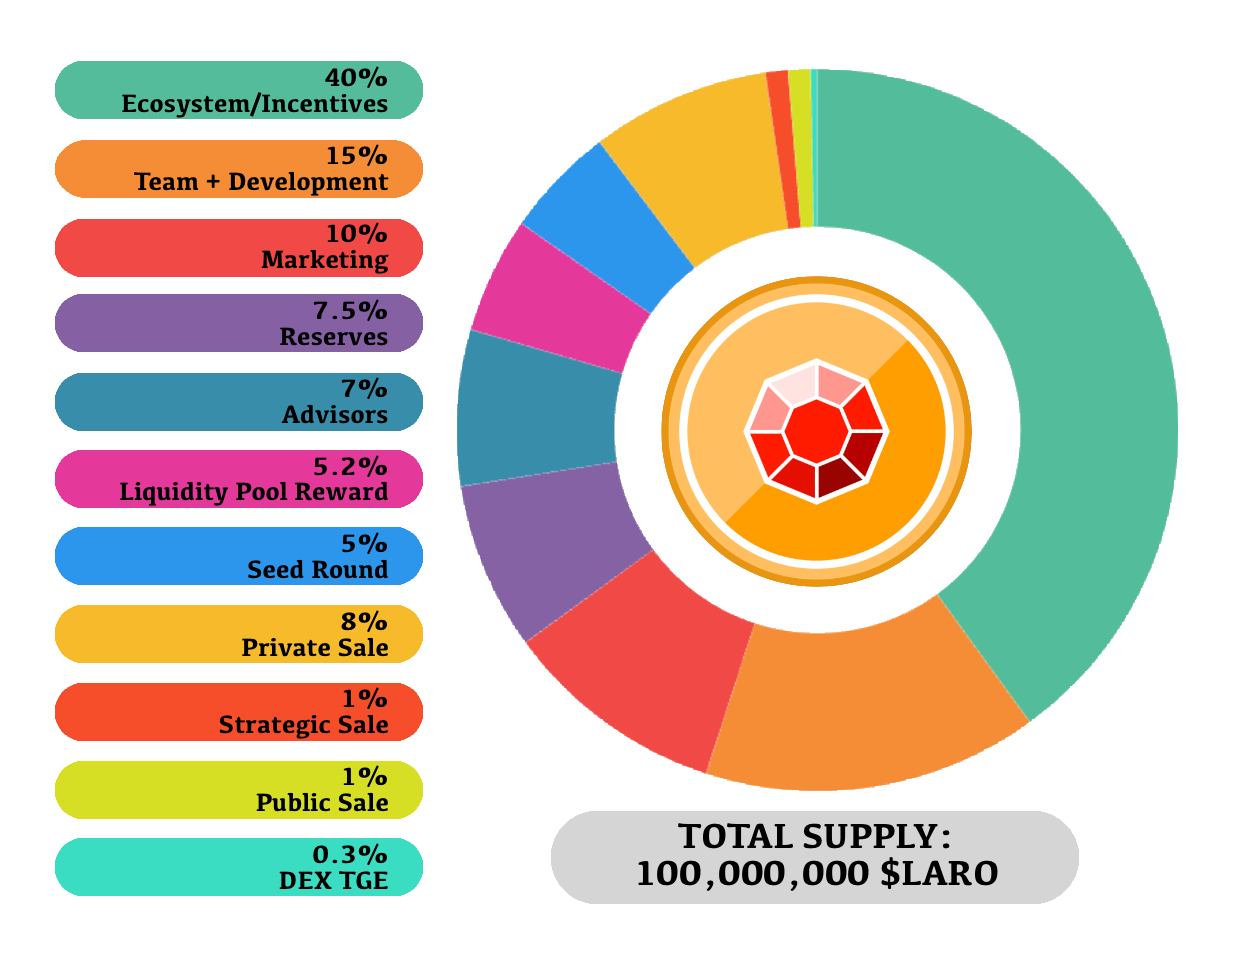 40%
Ecosystem/Incentives
15%
Team + Development
10%
Marketing
7.5%
Reserves
7%
Advisors
5.2%
Liquidity Pool Reward
5%
Seed Round
8%
Private Sale
1%
Strategic Sale
1%
Public Sale
0.3%
DEX TGE
TOTAL SUPPLY:
100,000,000 $LARO